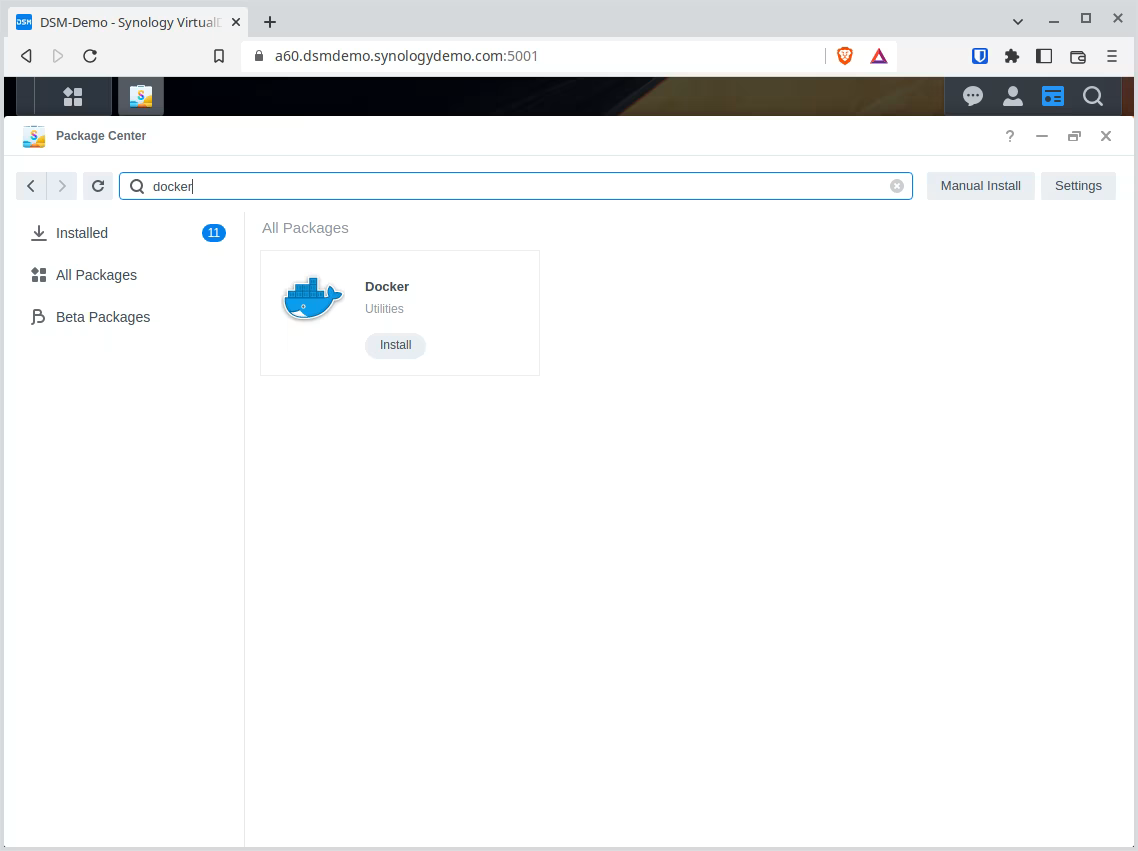 DSM
DSM-Demo - Synology Virtual
a60.dsmdemo.synologydemo.com:5001
Package Center
?
docker
Manual Install
Settings
Installed
11
All Packages
Beta Packages
All Packages
Docker
Utilities
Install